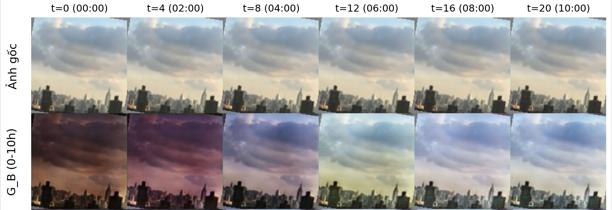 t=0 (00:00) t=4 (02:00) t=8 (04:00) t=12 (06:00) t=16 (08:00) t=20 (10:00)
Ảnh gốc
G_B (0-10h)